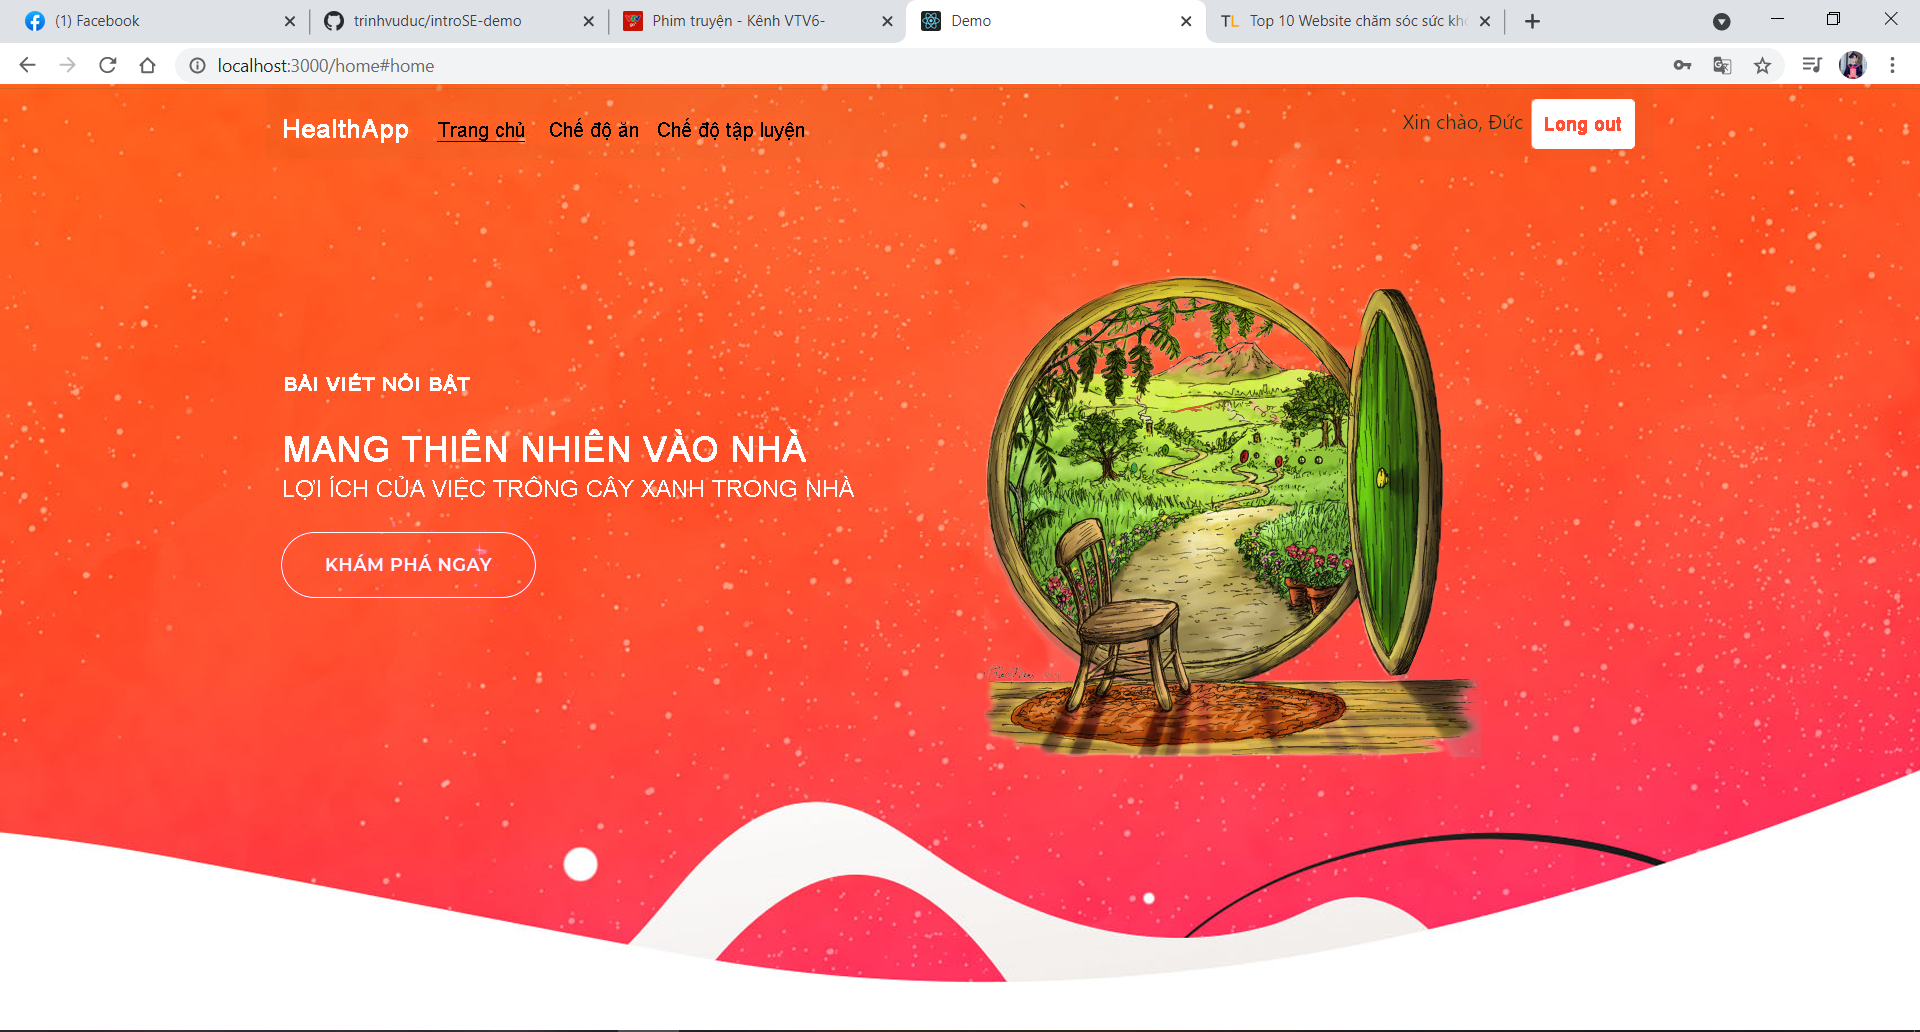 (1) Facebook
trinhvuduc/introSE-demo
Phim truyện - Kênh VTV6-
Demo
Top 10 Website chăm sóc sức khỏ
localhost:3000/home#home
HealthApp
Trang chủ
Chế độ ăn
Chế độ tập luyện
Xin chào, Đức
Long out
BÀI VIẾT NỔI BẬT
MANG THIÊN NHIÊN VÀO NHÀ
LỢI ÍCH CỦA VIỆC TRỒNG CÂY XANH TRONG NHÀ
KHÁM PHÁ NGAY